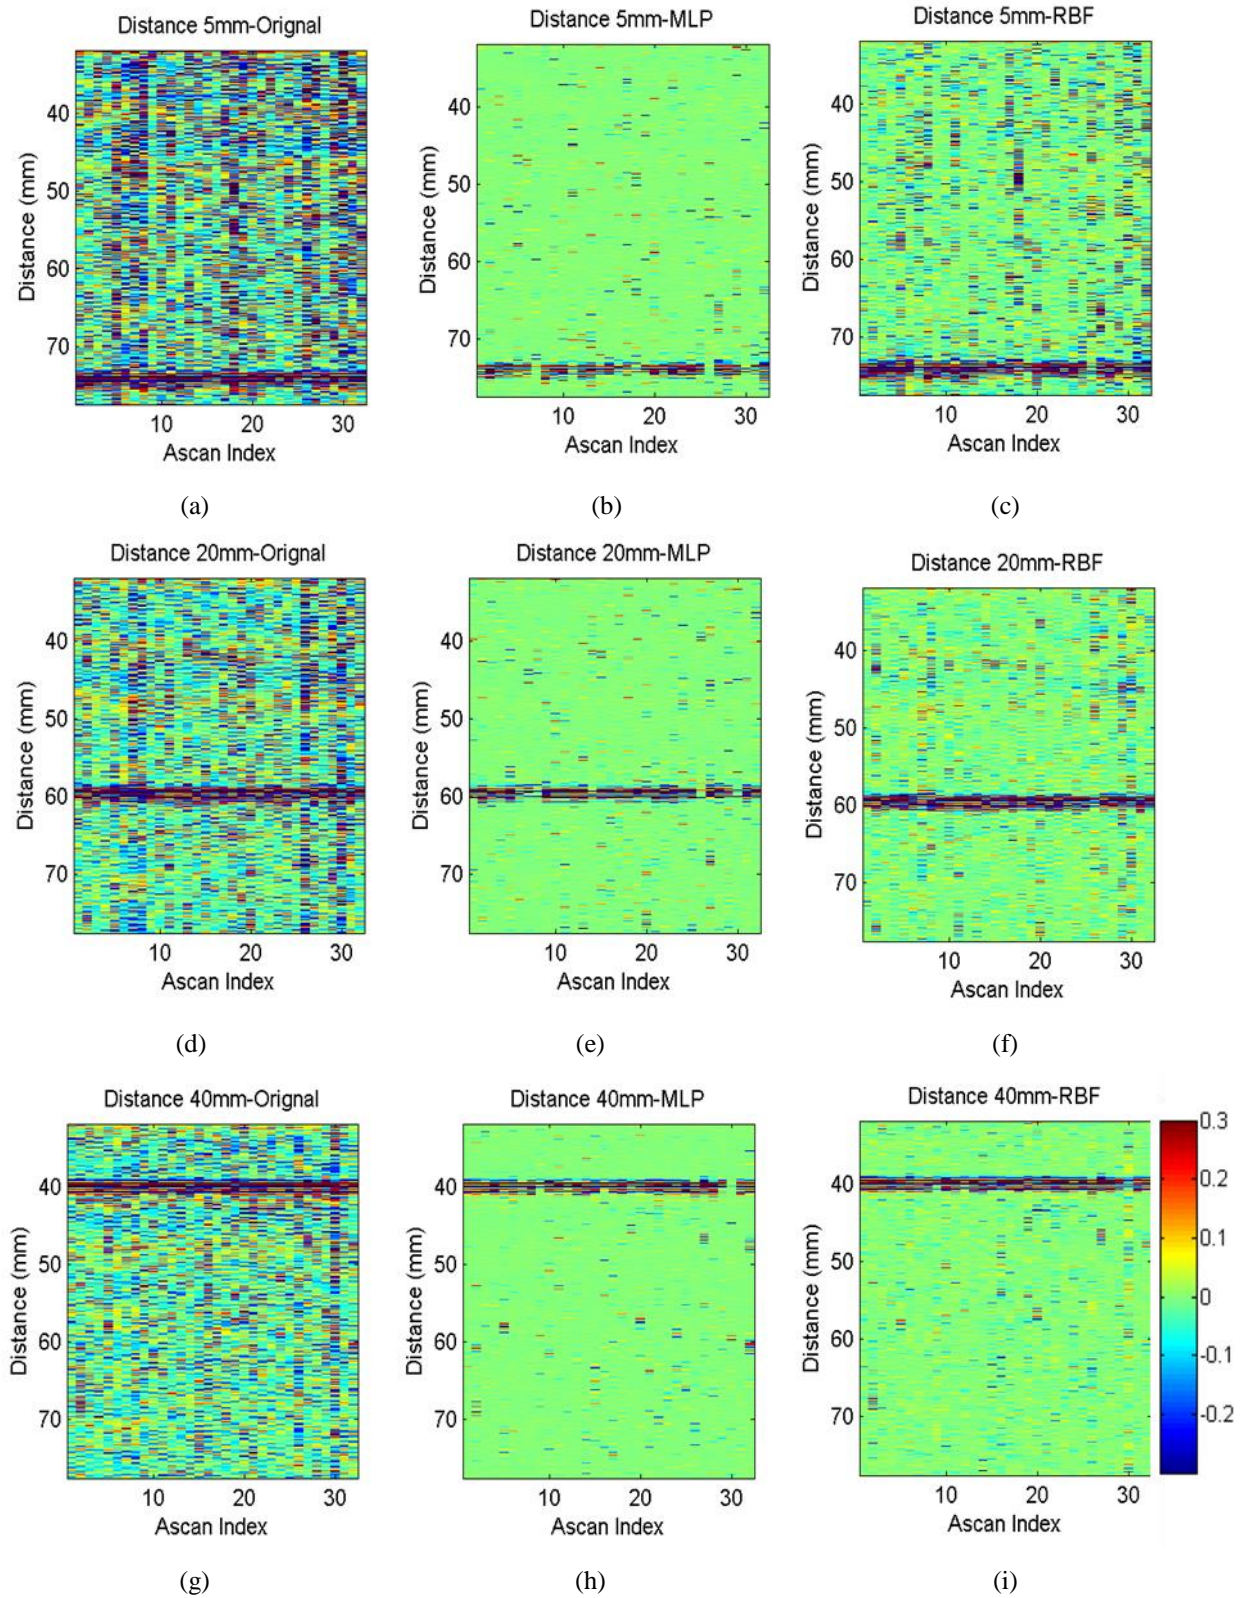 Distance 5mm-Orignal
Distance (mm)
40
50
60
70
10 20 30
Ascan Index
(a)
Distance 5mm-MLP
Distance (mm)
40
50
60
70
10 20 30
Ascan Index
(b)
Distance 5mm-RBF
Distance (mm)
40
50
60
70
10 20 30
Ascan Index
(c)
Distance 20mm-Orignal
Distance (mm)
40
50
60
70
10 20 30
Ascan Index
(d)
Distance 20mm-MLP
Distance (mm)
40
50
60
70
10 20 30
Ascan Index
(e)
Distance 20mm-RBF
Distance (mm)
40
50
60
70
10 20 30
Ascan Index
(f)
Distance 40mm-Orignal
Distance (mm)
40
50
60
70
10 20 30
Ascan Index
(g)
Distance 40mm-MLP
Distance (mm)
40
50
60
70
10 20 30
Ascan Index
(h)
Distance 40mm-RBF
Distance (mm)
40
50
60
70
10 20 30
Ascan Index
0.3
0.2
0.1
0
-0.1
-0.2
(i)